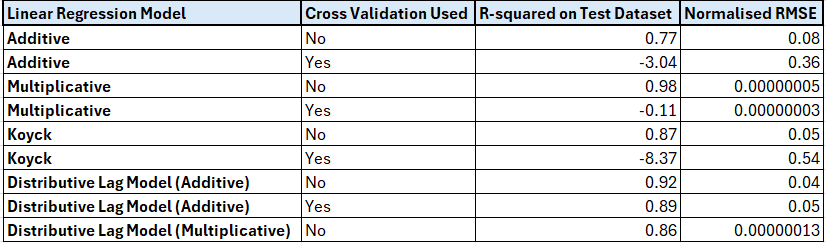 Linear Regression Model Cross Validation Used R-squared on Test Dataset Normalised RMSE
Additive No 0.77 0.08
Additive Yes -3.04 0.36
Multiplicative No 0.98 0.00000005
Multiplicative Yes -0.11 0.00000003
Koyck No 0.87 0.05
Koyck Yes -8.37 0.54
Distributive Lag Model (Additive) No 0.92 0.04
Distributive Lag Model (Additive) Yes 0.89 0.05
Distributive Lag Model (Multiplicative) No 0.86 0.00000013